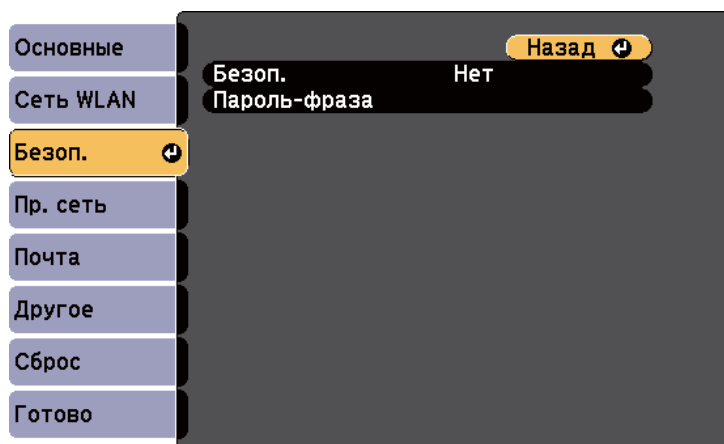 Основные
Сеть WLAN
Безоп.
Пр. сеть
Почта
Другое
Сброс
Готово
Назад
Безоп. Нет
Пароль-фраза